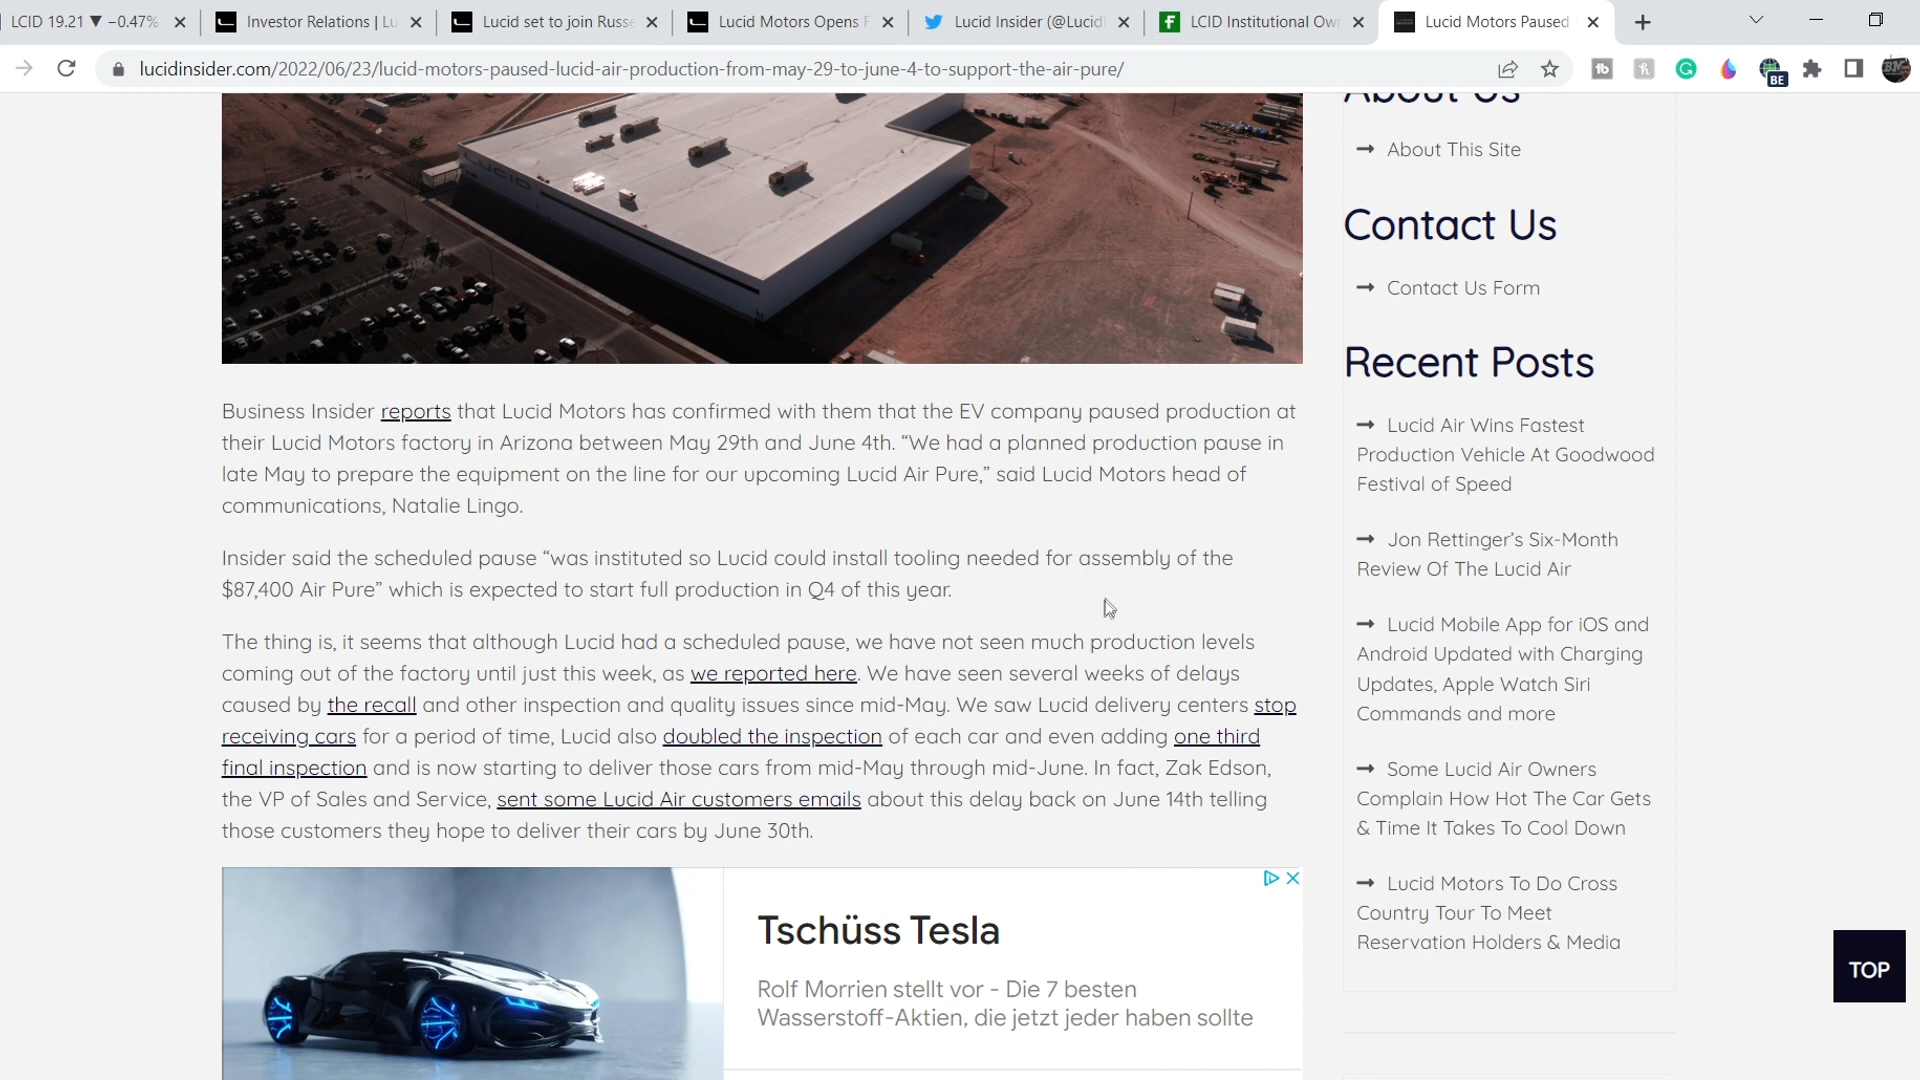 LCID 19.21 ▼ −0.47%
Investor Relations | Lu
Lucid set to join Russe
Lucid Motors Opens F
Lucid Insider (@Lucidl
LCID Institutional Own
Lucid Motors Paused
lucidinsider.com/2022/06/23/lucid-motors-paused-lucid-air-production-from-may-29-to-june-4-to-support-the-air-pure/
BE
LUCID
Business Insider reports that Lucid Motors has confirmed with them that the EV company paused production at
their Lucid Motors factory in Arizona between May 29th and June 4th. “We had a planned production pause in
late May to prepare the equipment on the line for our upcoming Lucid Air Pure,” said Lucid Motors head of
communications, Natalie Lingo.
Insider said the scheduled pause “was instituted so Lucid could install tooling needed for assembly of the
$87,400 Air Pure” which is expected to start full production in Q4 of this year.
The thing is, it seems that although Lucid had a scheduled pause, we have not seen much production levels
coming out of the factory until just this week, as we reported here. We have seen several weeks of delays
caused by the recall and other inspection and quality issues since mid-May. We saw Lucid delivery centers stop
receiving cars for a period of time, Lucid also doubled the inspection of each car and even adding one third
final inspection and is now starting to deliver those cars from mid-May through mid-June. In fact, Zak Edson,
the VP of Sales and Service, sent some Lucid Air customers emails about this delay back on June 14th telling
those customers they hope to deliver their cars by June 30th.
Tschüss Tesla
Rolf Morrien stellt vor - Die 7 besten
Wasserstoff-Aktien, die jetzt jeder haben sollte
About Us
About This Site
Contact Us
Contact Us Form
Recent Posts
Lucid Air Wins Fastest
Production Vehicle At Goodwood
Festival of Speed
Jon Rettinger’s Six-Month
Review Of The Lucid Air
Lucid Mobile App for iOS and
Android Updated with Charging
Updates, Apple Watch Siri
Commands and more
Some Lucid Air Owners
Complain How Hot The Car Gets
& Time It Takes To Cool Down
Lucid Motors To Do Cross
Country Tour To Meet
Reservation Holders & Media
TOP